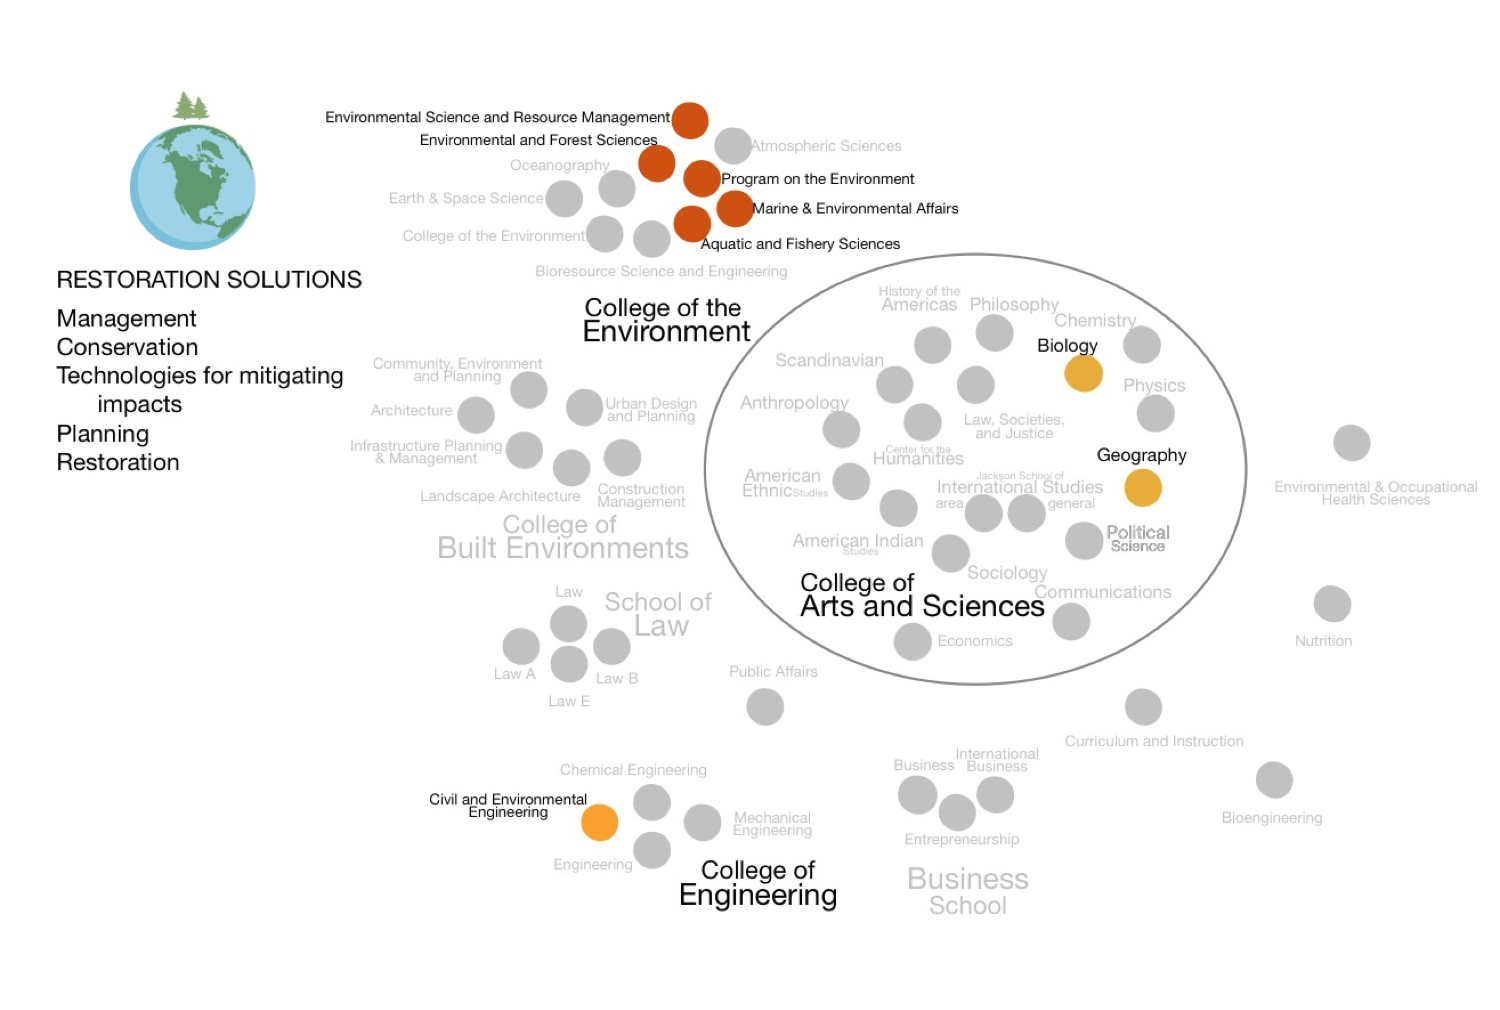 RESTORATION SOLUTIONS
Management
Conservation
Technologies for mitigating
impacts
Planning
Restoration
Environmental Science and Resource Management
Environmental and Forest Sciences
Atmospheric Sciences
Oceanography
Program on the Environment
Earth & Space Science
Marine & Environmental Affairs
College of the Environment
Aquatic and Fishery Sciences
Bioresource Science and Engineering
College of the
Environment
Community, Environment
and Planning
Architecture
Urban Design
and Planning
Infrastructure Planning
& Management
Landscape Architecture
Construction
Management
College of
Built Environments
History of the
Americas
Philosophy
Chemistry
Biology
Scandinavian
Physics
Anthropology
Law, Societies,
and Justice
Center for the
Humanities
Geography
American
Ethnic Studies
Jackson School of
International Studies
area
general
American Indian
Studies
Political
Science
Sociology
College of
Arts and Sciences
Communications
Economics
Environmental & Occupational
Health Sciences
Nutrition
Law
School of
Law
Law A
Law B
Law E
Public Affairs
Curriculum and Instruction
Bioengineering
Chemical Engineering
Civil and Environmental
Engineering
Mechanical
Engineering
Engineering
College of
Engineering
Business
International
Business
Entrepreneurship
Business
School